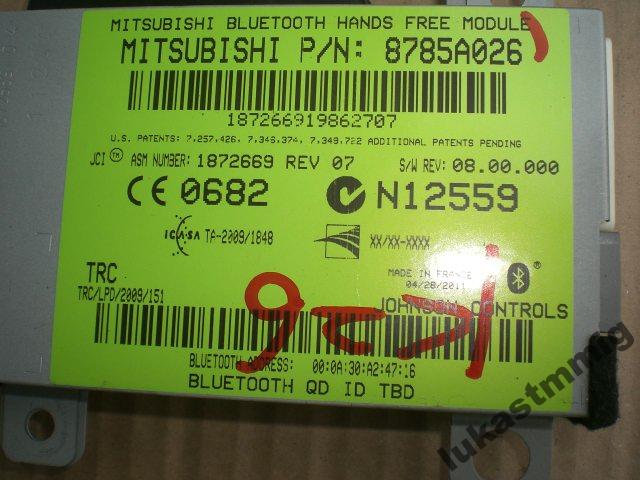 MITSUBISHI BLUETOOTH HANDS FREE MODULE
MITSUBISHI P/N: 8785A026
187266919862707
U.S. PATENTS: 7,257,426, 7,346,374, 7,349,722 ADDITIONAL PATENTS PENDING
JCI TM ASM NUMBER: 1872669 REV 07 S/W REV: 08.00.000
CE 0682 N12559
ICASA TA-2009/1848 XX/XX-XXXX
TRC
TRC/LPD/2009/151
MADE IN FRANCE
04/28/2011
JOHNSON CONTROLS
BLUETOOTH ADDRESS: 00:0A:30:A2:47:16
BLUETOOTH QD ID TBD
lukastmmfg